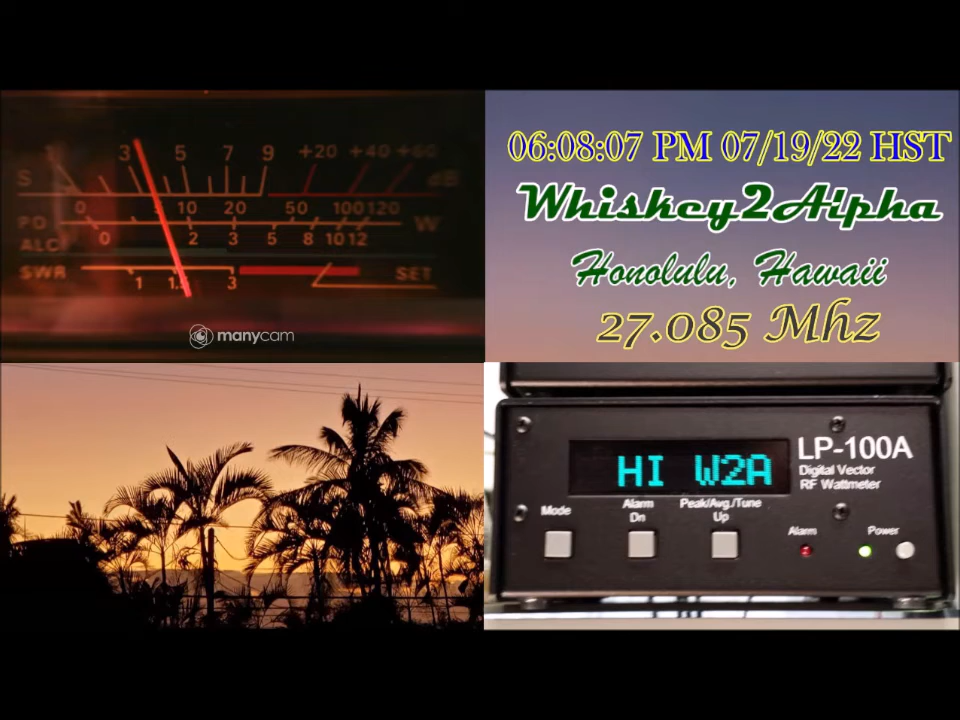 1 3 5 7 9 +20 +40 +60
S dB
0 10 20 50 100 120
PO W
0 2 3 5 8 10 12
ALC
SWR SET
1 3
manycam
06:08:07 PM 07/19/22 HST
Whiskey2Alpha
Honolulu, Hawaii
27.085 Mhz
LP-100A
Digital Vector
RF Wattmeter
HI W2A
Mode
Alarm
Dn
Peak/Avg./Tune
Up
Alarm
Power